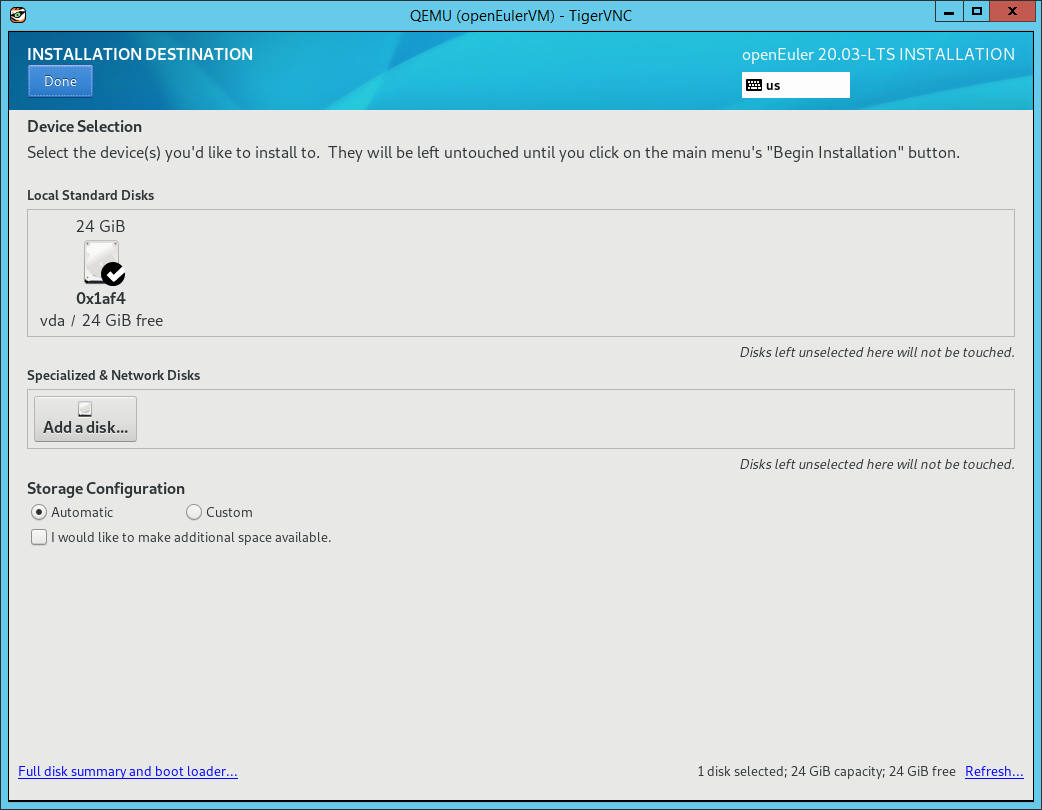 QEMU (openEulerVM) - TigerVNC
INSTALLATION DESTINATION
openEuler 20.03-LTS INSTALLATION
Done
us
Device Selection
Select the device(s) you'd like to install to.  They will be left untouched until you click on the main menu's "Begin Installation" button.
Local Standard Disks
24 GiB
0x1af4
vda / 24 GiB free
Disks left unselected here will not be touched.
Specialized & Network Disks
Add a disk...
Disks left unselected here will not be touched.
Storage Configuration
Automatic
Custom
I would like to make additional space available.
Full disk summary and boot loader...
1 disk selected; 24 GiB capacity; 24 GiB free
Refresh...